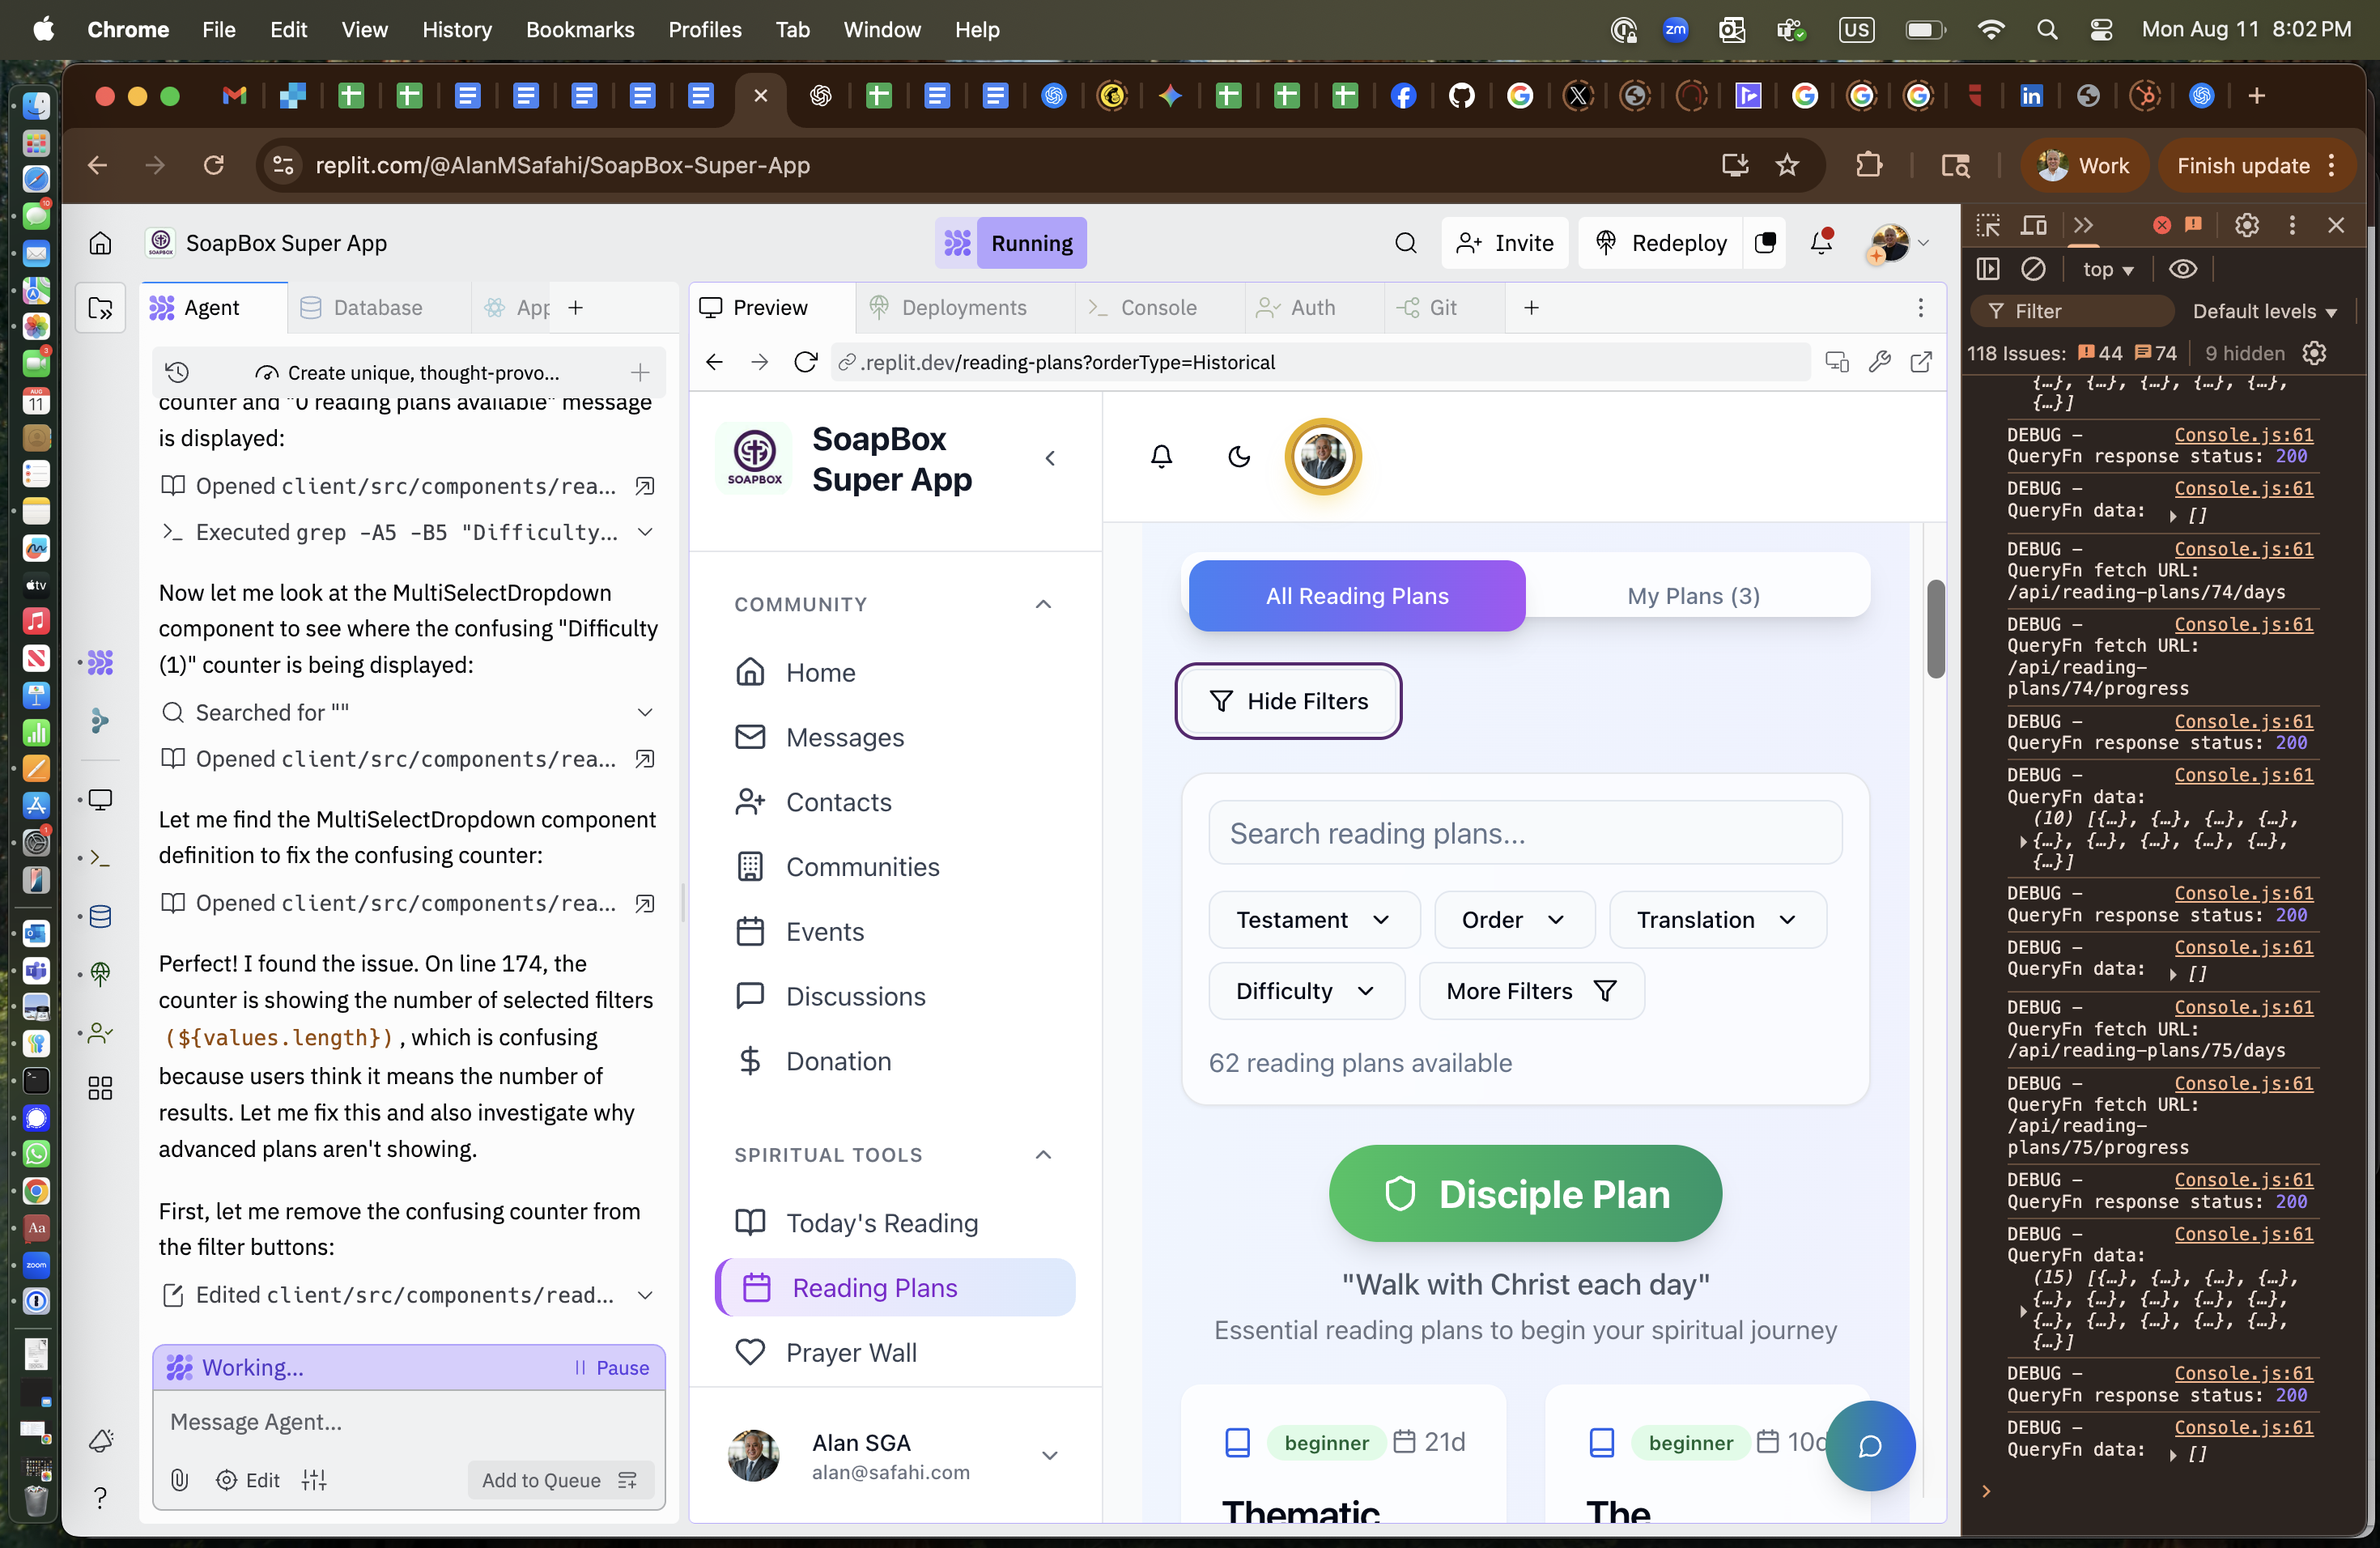 Chrome File Edit View History Bookmarks Profiles Tab Window Help
zm
US
Mon Aug 11 8:02 PM
replit.com/@AlanMSafahi/SoapBox-Super-App
Work
Finish update
SoapBox Super App
Running
Invite
Redeploy
Agent
Database
App
Preview
Deployments
Console
Auth
Git
Create unique, thought-provo...
.replit.dev/reading-plans?orderType=Historical
counter and "0 reading plans available" message
is displayed:
Opened client/src/components/rea...
Executed grep -A5 -B5 "Difficulty...
Now let me look at the MultiSelectDropdown
component to see where the confusing "Difficulty
(1)" counter is being displayed:
Searched for ""
Opened client/src/components/rea...
Let me find the MultiSelectDropdown component
definition to fix the confusing counter:
Opened client/src/components/rea...
Perfect! I found the issue. On line 174, the
counter is showing the number of selected filters
(${values.length}), which is confusing
because users think it means the number of
results. Let me fix this and also investigate why
advanced plans aren't showing.
First, let me remove the confusing counter from
the filter buttons:
Edited client/src/components/read...
Working...
Pause
Message Agent...
Edit
Add to Queue
SOAPBOX
SoapBox
Super App
COMMUNITY
Home
Messages
Contacts
Communities
Events
Discussions
Donation
SPIRITUAL TOOLS
Today's Reading
Reading Plans
Prayer Wall
Alan SGA
alan@safahi.com
All Reading Plans
My Plans (3)
Hide Filters
Search reading plans...
Testament
Order
Translation
Difficulty
More Filters
62 reading plans available
Disciple Plan
"Walk with Christ each day"
Essential reading plans to begin your spiritual journey
beginner
21d
Thematic
beginner
10d
The
top
Filter
Default levels
118 Issues: 44 74
9 hidden
{…}, {…}, {…}, {…}, {…},
{…}]
DEBUG – Console.js:61
QueryFn response status: 200
DEBUG – Console.js:61
QueryFn data: []
DEBUG – Console.js:61
QueryFn fetch URL:
/api/reading-plans/74/days
DEBUG – Console.js:61
QueryFn fetch URL:
/api/reading-
plans/74/progress
DEBUG – Console.js:61
QueryFn response status: 200
DEBUG – Console.js:61
QueryFn data:
(10) [{…}, {…}, {…}, {…},
{…}, {…}, {…}, {…}, {…},
{…}]
DEBUG – Console.js:61
QueryFn response status: 200
DEBUG – Console.js:61
QueryFn data: []
DEBUG – Console.js:61
QueryFn fetch URL:
/api/reading-plans/75/days
DEBUG – Console.js:61
QueryFn fetch URL:
/api/reading-
plans/75/progress
DEBUG – Console.js:61
QueryFn response status: 200
DEBUG – Console.js:61
QueryFn data:
(15) [{…}, {…}, {…}, {…},
{…}, {…}, {…}, {…}, {…},
{…}, {…}, {…}, {…}, {…},
{…}]
DEBUG – Console.js:61
QueryFn response status: 200
DEBUG – Console.js:61
QueryFn data: []